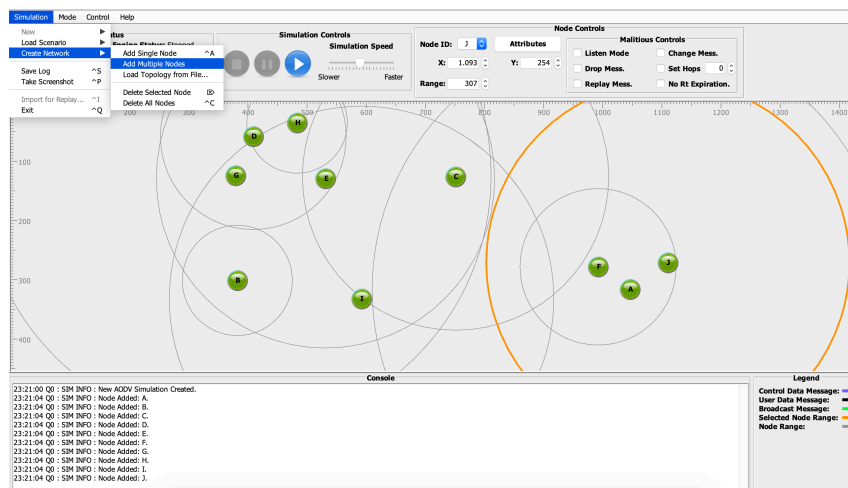 Simulation Mode Control Help
New
Load Scenario
Create Network
Save Log ^S
Take Screenshot ^P
Import for Replay... ^I
Exit ^Q
Add Single Node ^A
Add Multiple Nodes
Load Topology from File...
Delete Selected Node
Delete All Nodes ^C
Simulation Controls
Simulation Speed
Slower Faster
Node Controls
Node ID: J Attributes
X: 1.093 Y: 254
Range: 307
Malitious Controls
Listen Mode Change Mess.
Drop Mess. Set Hops 0
Replay Mess. No Rt Expiration.
200 300 400 500 600 700 800 900 1000 1100 1200 1300 1400
100
200
300
400
H
D
G
E
C
B
I
F
J
A
Console
23:21:00 Q0 : SIM INFO : New AODV Simulation Created.
23:21:04 Q0 : SIM INFO : Node Added: A.
23:21:04 Q0 : SIM INFO : Node Added: B.
23:21:04 Q0 : SIM INFO : Node Added: C.
23:21:04 Q0 : SIM INFO : Node Added: D.
23:21:04 Q0 : SIM INFO : Node Added: E.
23:21:04 Q0 : SIM INFO : Node Added: F.
23:21:04 Q0 : SIM INFO : Node Added: G.
23:21:04 Q0 : SIM INFO : Node Added: H.
23:21:04 Q0 : SIM INFO : Node Added: I.
23:21:04 Q0 : SIM INFO : Node Added: J.
Legend
Control Data Message:
User Data Message:
Broadcast Message:
Selected Node Range:
Node Range: